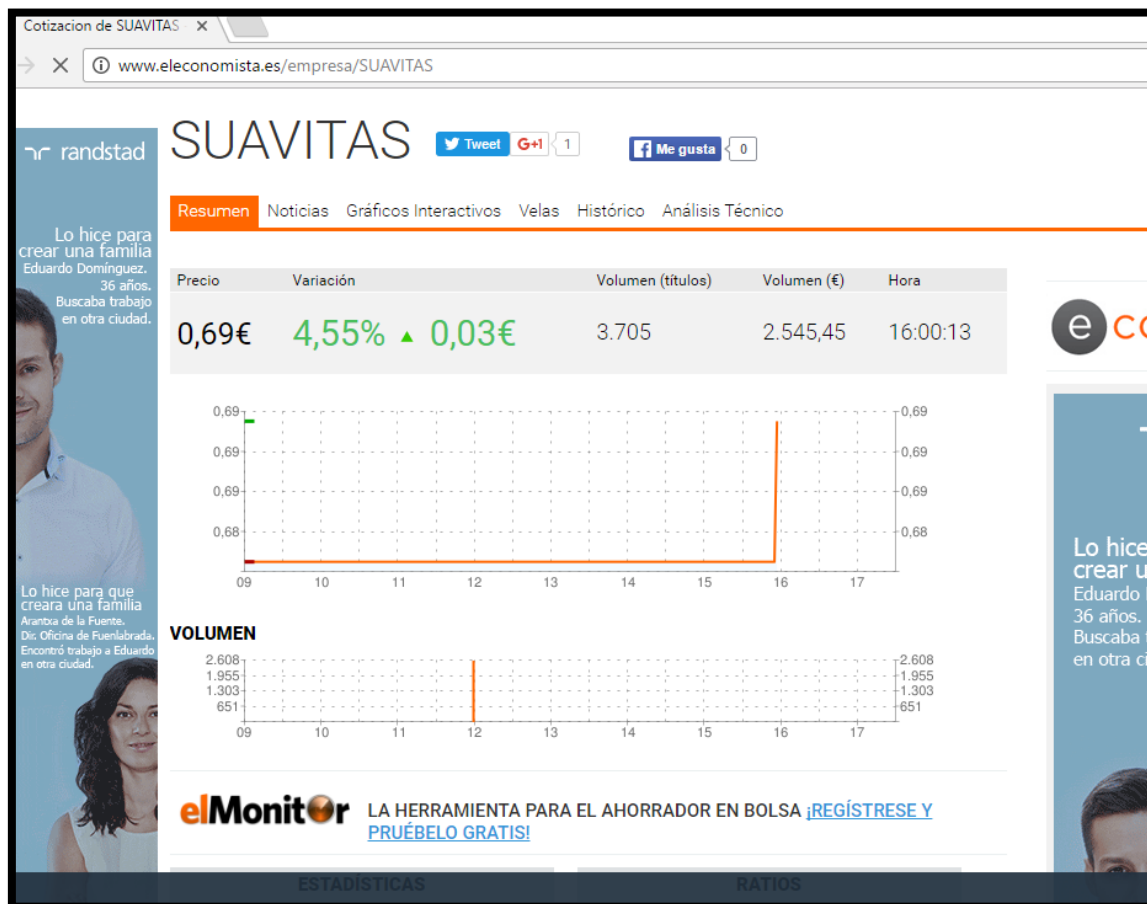 Cotizacion de SUAVITAS
www.eleconomista.es/empresa/SUAVITAS
randstad
Lo hice para
crear una familia
Eduardo Domínguez.
36 años.
Buscaba trabajo
en otra ciudad.
Lo hice para que
creara una familia
Arantxa de la Fuente.
Dir. Oficina de Fuenlabrada.
Encontró trabajo a Eduardo
en otra ciudad.
SUAVITAS
Tweet G+1 1 Me gusta 0
Resumen Noticias Gráficos Interactivos Velas Histórico Análisis Técnico
Precio Variación Volumen (títulos) Volumen (€) Hora
0,69€ 4,55% ▲ 0,03€ 3.705 2.545,45 16:00:13
0,69 0,69
0,69 0,69
0,69 0,69
0,68 0,68
09 10 11 12 13 14 15 16 17
VOLUMEN
2.608 2.608
1.955 1.955
1.303 1.303
651 651
09 10 11 12 13 14 15 16 17
elMonitor LA HERRAMIENTA PARA EL AHORRADOR EN BOLSA ¡REGÍSTRESE Y
PRUÉBELO GRATIS!
ESTADÍSTICAS RATIOS
e co
Lo hice
crear u
Eduardo
36 años.
Buscaba
en otra ci